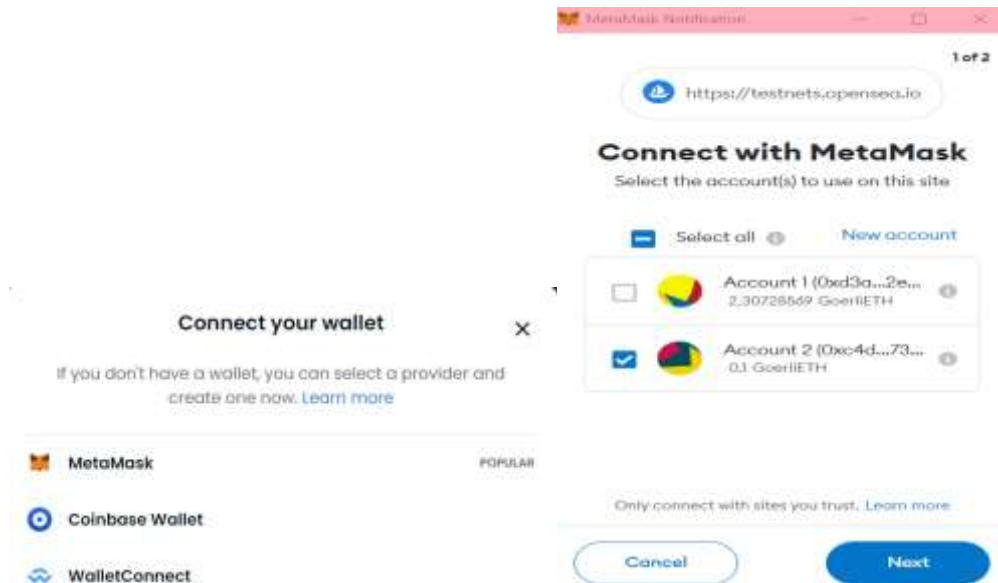 Connect your wallet
If you don't have a wallet, you can select a provider and
create one now. Learn more
MetaMask POPULAR
Coinbase Wallet
WalletConnect
MetaMask Notification
1 of 2
https://testnets.opensea.io
Connect with MetaMask
Select the account(s) to use on this site
Select all New account
Account 1 (0xd3a...2e...
2,30728569 GoerliETH
Account 2 (0xc4d...73...
0,1 GoerliETH
Only connect with sites you trust. Learn more
Cancel Next